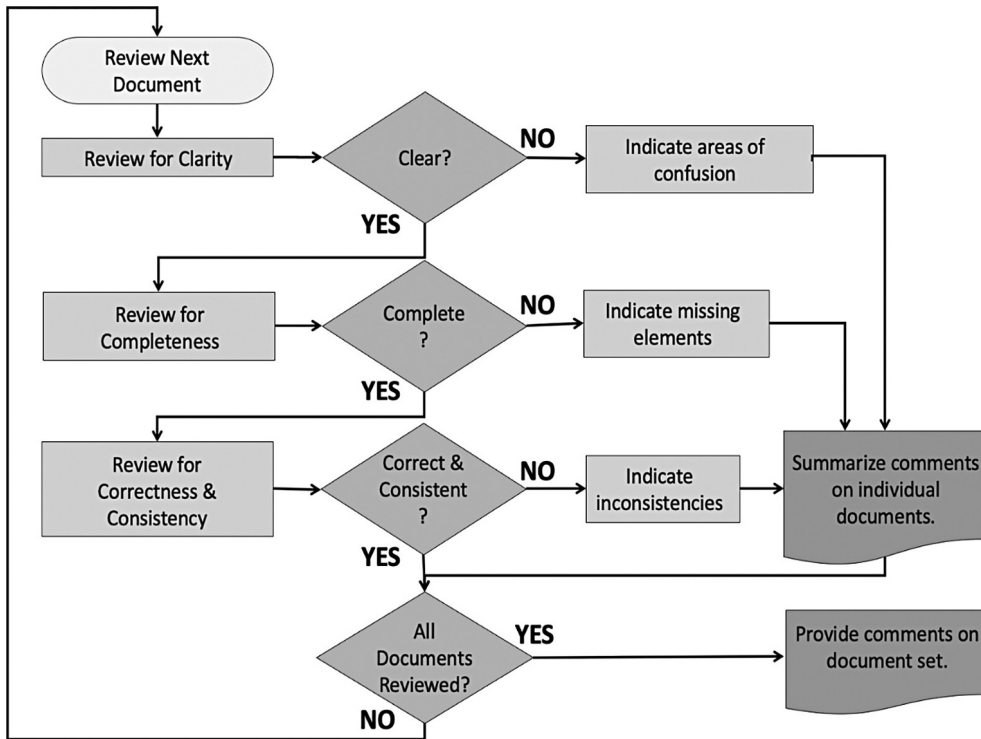 Review Next
Document
Review for Clarity
Clear?
NO
Indicate areas of
confusion
YES
Review for
Completeness
Complete
?
NO
Indicate missing
elements
YES
Review for
Correctness &
Consistency
Correct &
Consistent
?
NO
Indicate
inconsistencies
Summarize comments
on individual
documents.
YES
All
Documents
Reviewed?
YES
Provide comments on
document set.
NO